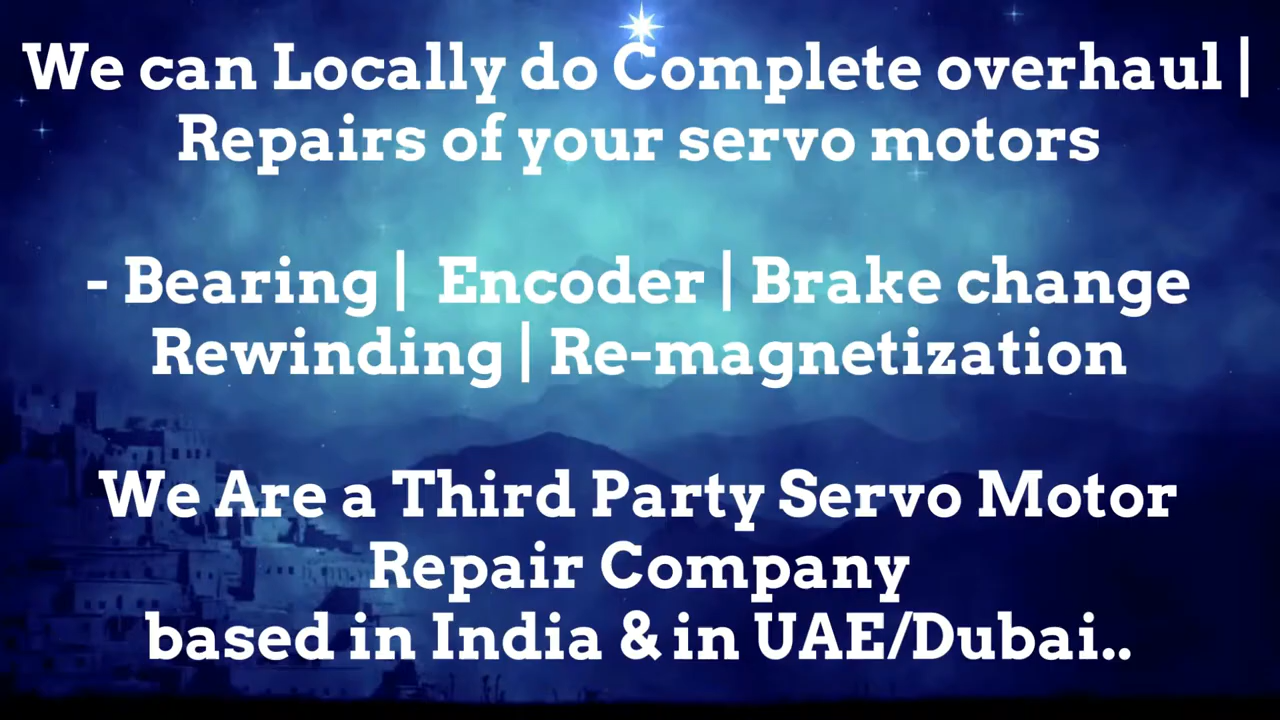 We can Locally do Complete overhaul |
Repairs of your servo motors
- Bearing | Encoder | Brake change
Rewinding | Re-magnetization
We Are a Third Party Servo Motor
Repair Company
based in India & in UAE/Dubai..